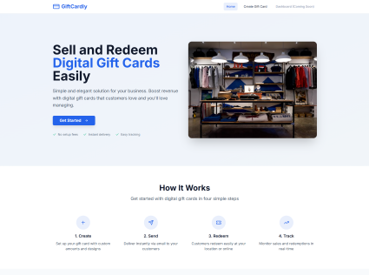 GiftCardly
Home
Create Gift Card
Dashboard (Coming Soon)
Sell and Redeem
Digital Gift Cards
Easily
Simple and elegant solution for your business. Boost revenue
with digital gift cards that customers love and you'll love
managing.
Get Started
No setup fees
Instant delivery
Easy tracking
How It Works
Get started with digital gift cards in four simple steps
1. Create
2. Send
3. Redeem
4. Track
Set up your gift card with custom
amounts and designs
Deliver instantly via email to your
customers
Customers redeem easily at your
location or online
Monitor sales and redemptions in
real time